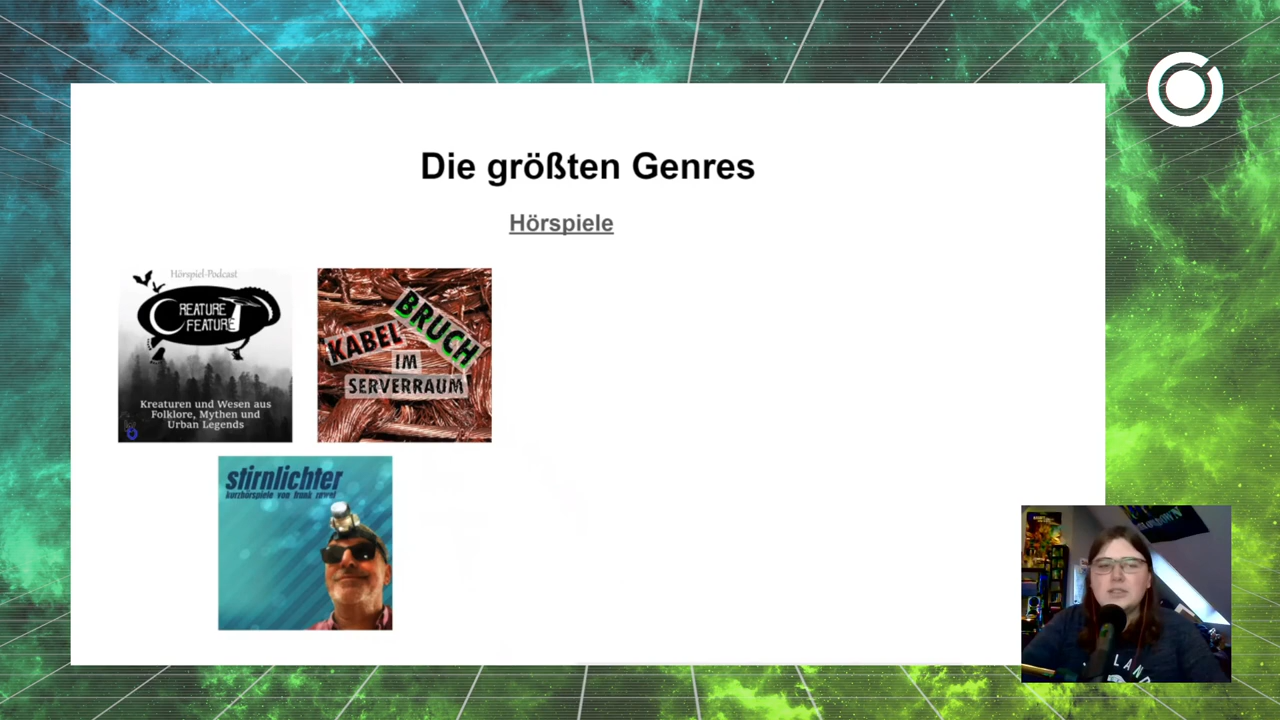 Die größten Genres
Hörspiele
Hörspiel-Podcast
CREATURE
FEATURE
Kreaturen und Wesen aus
Folklore, Mythen und
Urban Legends
KABEL
BRUCH
IM
SERVERRAUM
stirnlichter
kurzhörspiele von frank
LAND